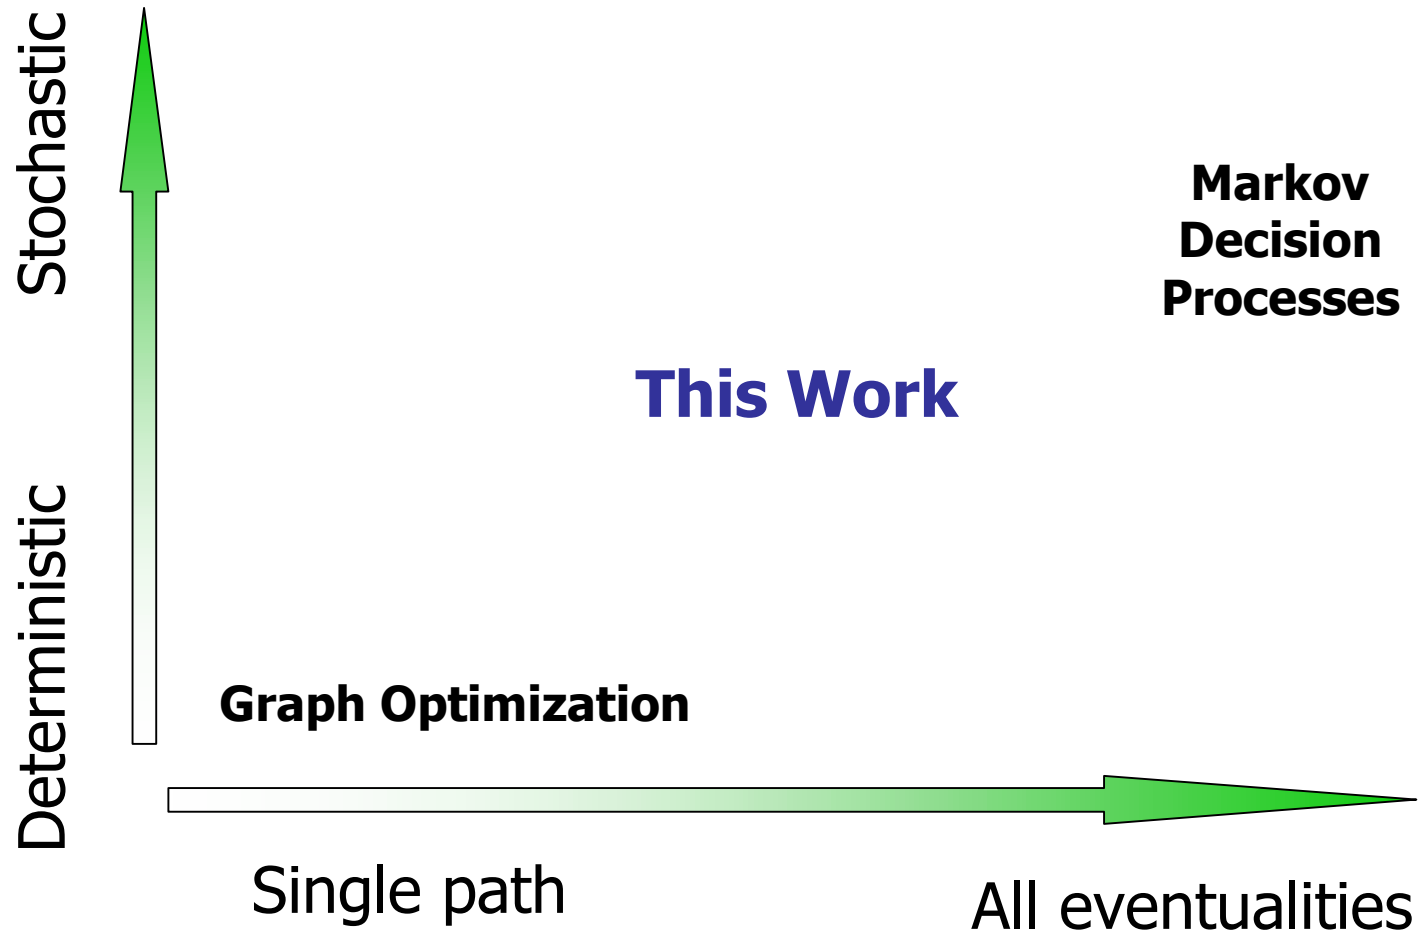 Stochastic
Markov
Decision
Processes
This Work
Deterministic
Graph Optimization
Single path
All eventualities